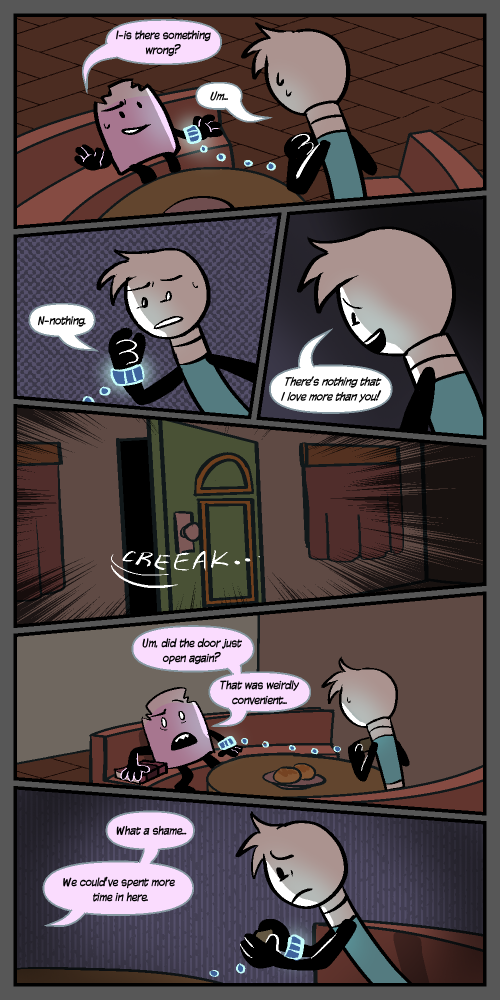 I-is there something
wrong?
Um...
N-nothing.
There's nothing that
I love more than you!
CREEAK...
Um, did the door just
open again?
That was weirdly
convenient...
What a shame...
We could've spent more
time in here.